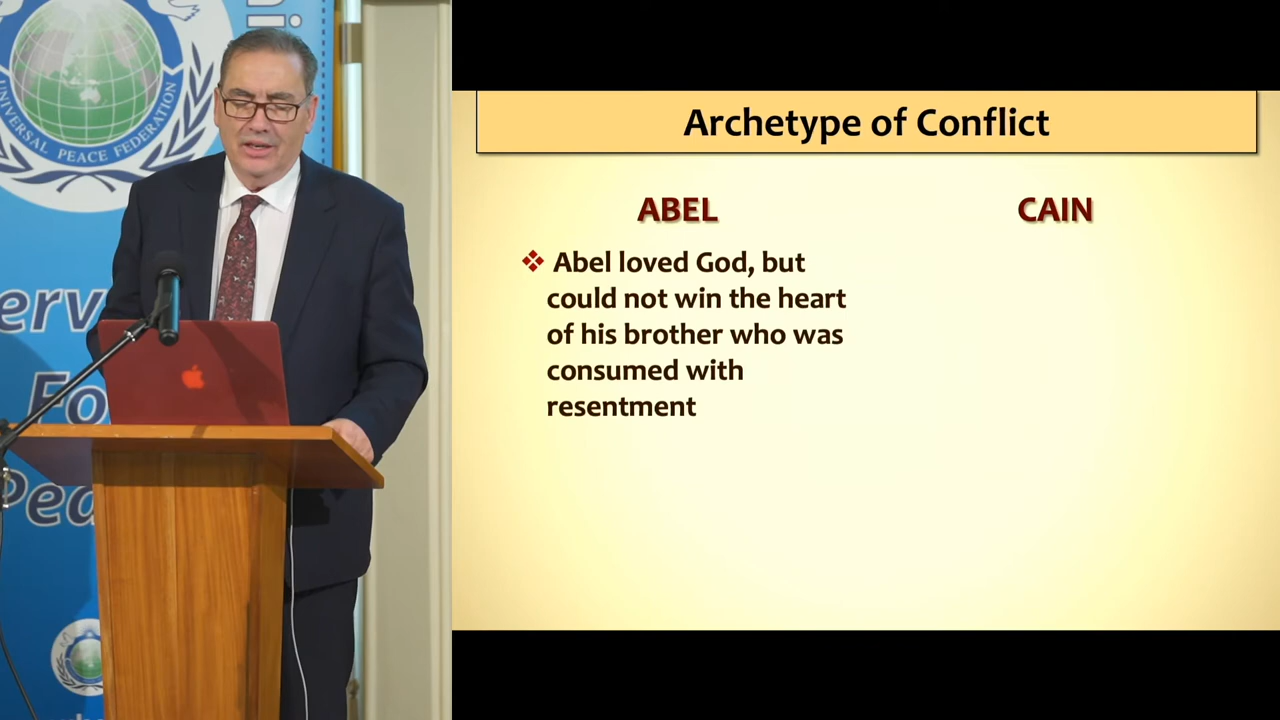 UNIVERSAL PEACE FEDERATION
Archetype of Conflict
ABEL
CAIN
❖ Abel loved God, but
could not win the heart
of his brother who was
consumed with
resentment